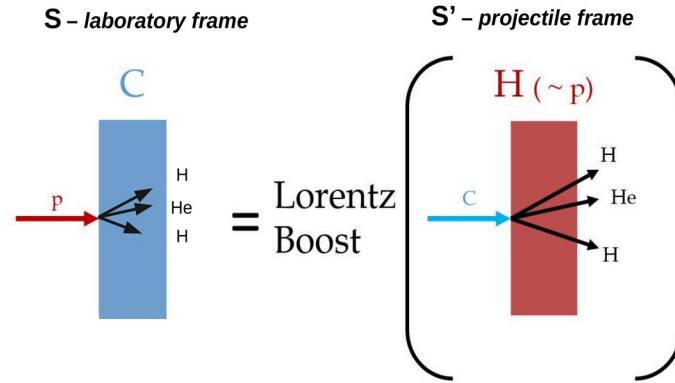 S – laboratory frame
S' – projectile frame
C
H ( ~ p)
p
H
He
H
= Lorentz
Boost
C
H
He
H